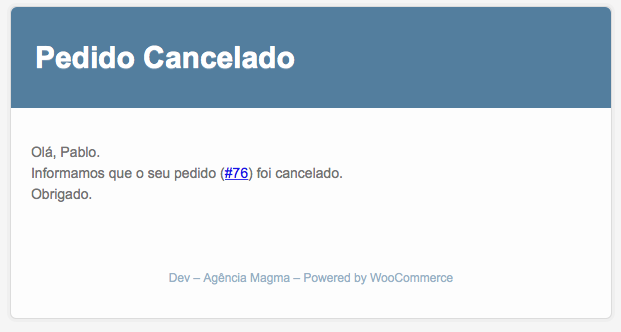 Pedido Cancelado
Olá, Pablo.
Informamos que o seu pedido (#76) foi cancelado.
Obrigado.
Dev – Agência Magma – Powered by WooCommerce